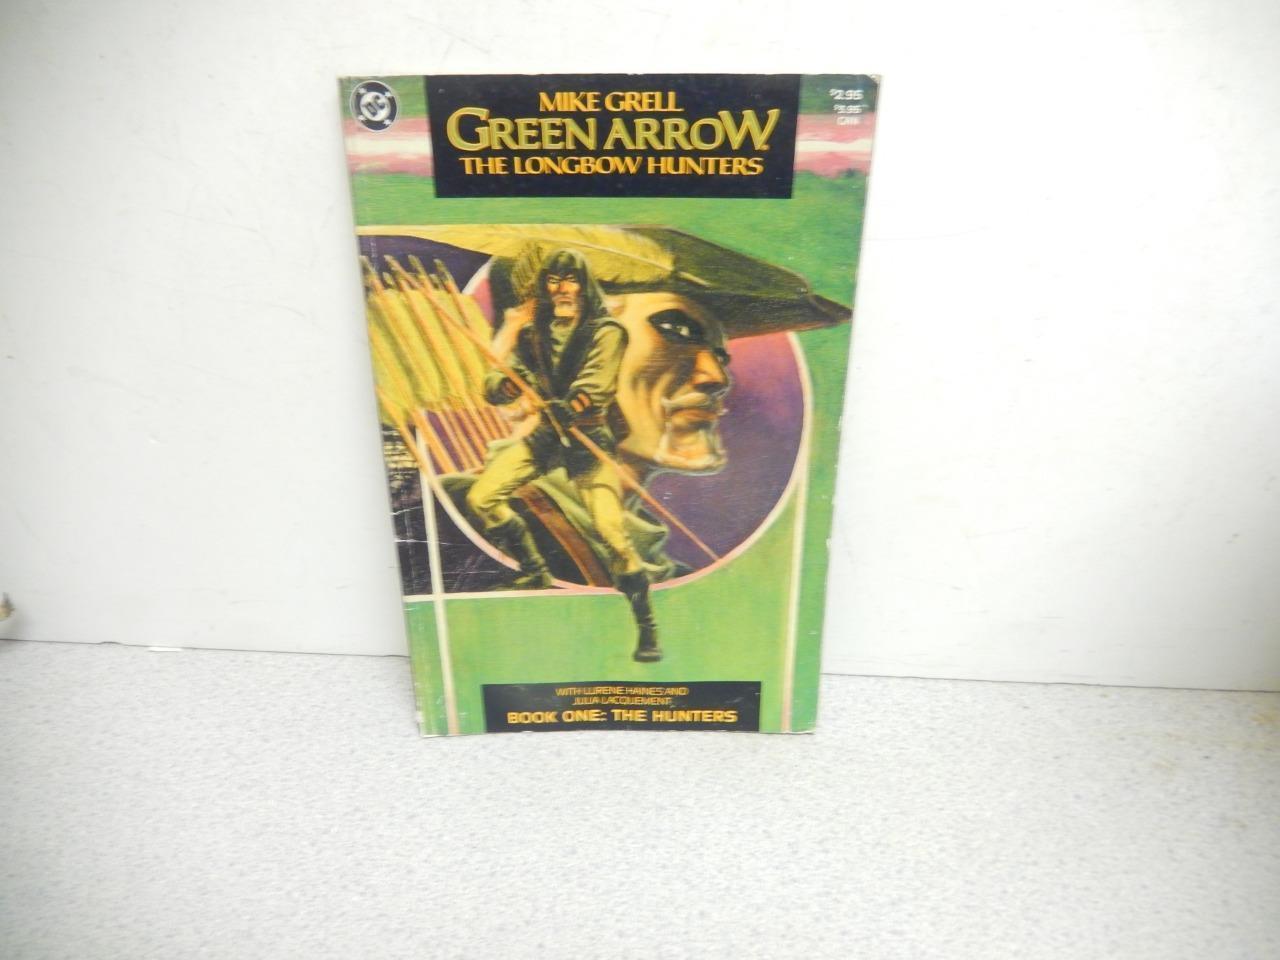 DC
MIKE GRELL
GREEN ARROW
THE LONGBOW HUNTERS
$2.95
CAN
WITH LURENE HAINES AND
JULIA LACQUEMENT
BOOK ONE: THE HUNTERS